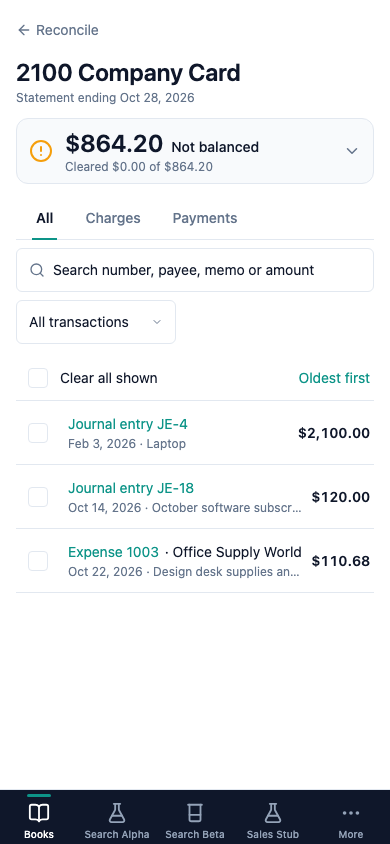 Reconcile
2100 Company Card
Statement ending Oct 28, 2026
$864.20 Not balanced
Cleared $0.00 of $864.20
All Charges Payments
Search number, payee, memo or amount
All transactions
Clear all shown Oldest first
Journal entry JE-4 $2,100.00
Feb 3, 2026 · Laptop
Journal entry JE-18 $120.00
Oct 14, 2026 · October software subscr...
Expense 1003 · Office Supply World $110.68
Oct 22, 2026 · Design desk supplies an...
Books Search Alpha Search Beta Sales Stub More